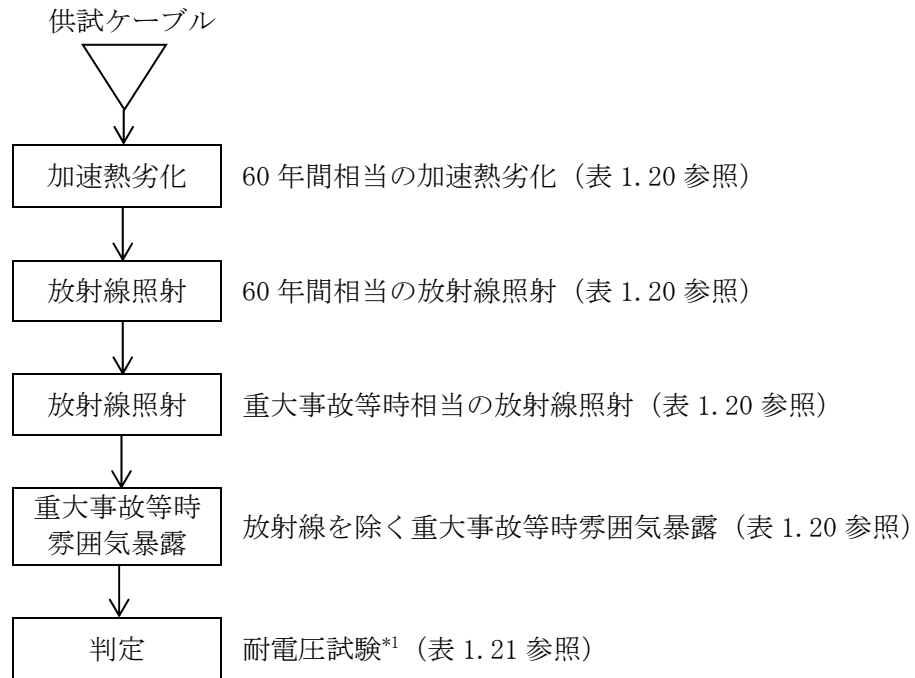 供試ケーブル
加速熱劣化 60 年間相当の加速熱劣化（表 1.20 参照）
放射線照射 60 年間相当の放射線照射（表 1.20 参照）
放射線照射 重大事故等時相当の放射線照射（表 1.20 参照）
重大事故等時
雰囲気暴露 放射線を除く重大事故等時雰囲気暴露（表 1.20 参照）
判定 耐電圧試験*1（表 1.21 参照）